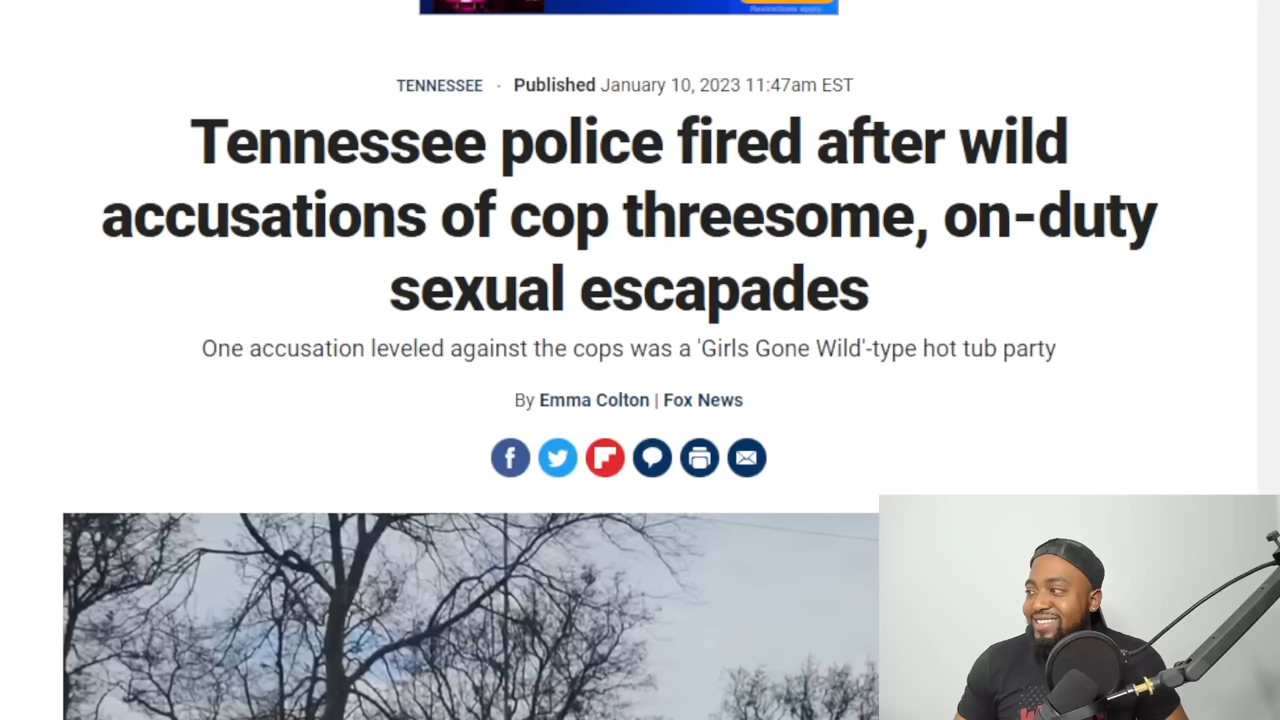 Restrictions apply.
TENNESSEE · Published January 10, 2023 11:47am EST
Tennessee police fired after wild
accusations of cop threesome, on-duty
sexual escapades
One accusation leveled against the cops was a 'Girls Gone Wild'-type hot tub party
By Emma Colton | Fox News